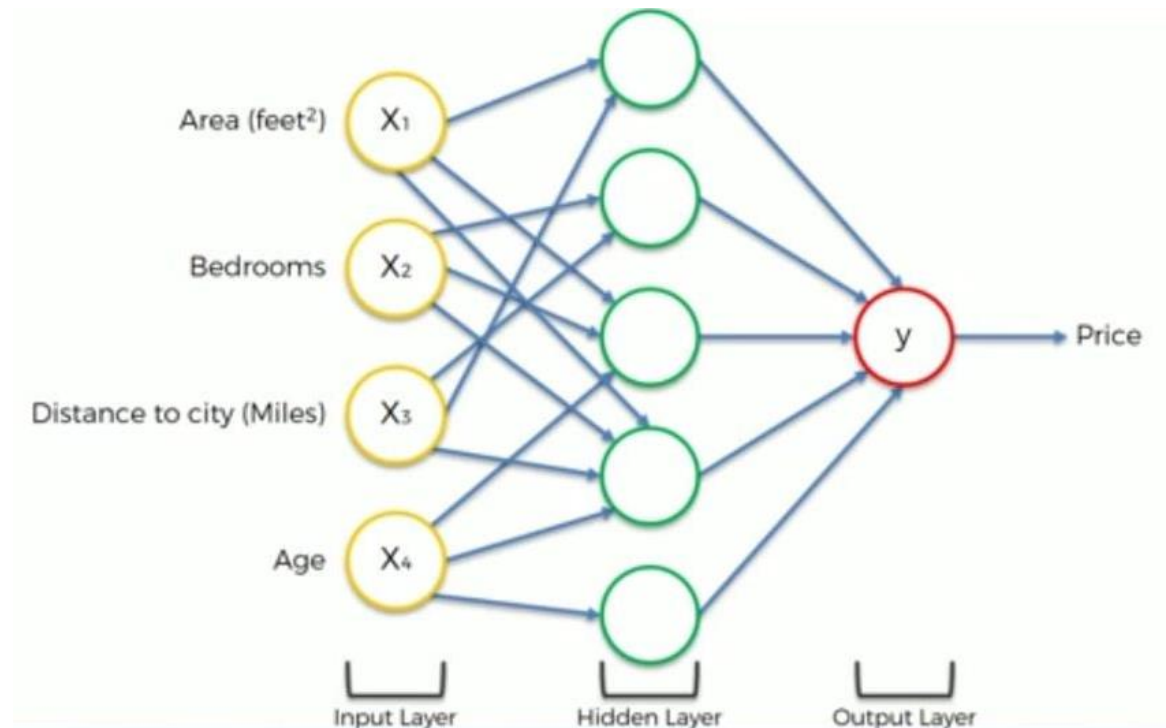 Area (feet²)
X₁
Bedrooms
X₂
Distance to city (Miles)
X₃
Age
X₄
y
Price
Input Layer
Hidden Layer
Output Layer